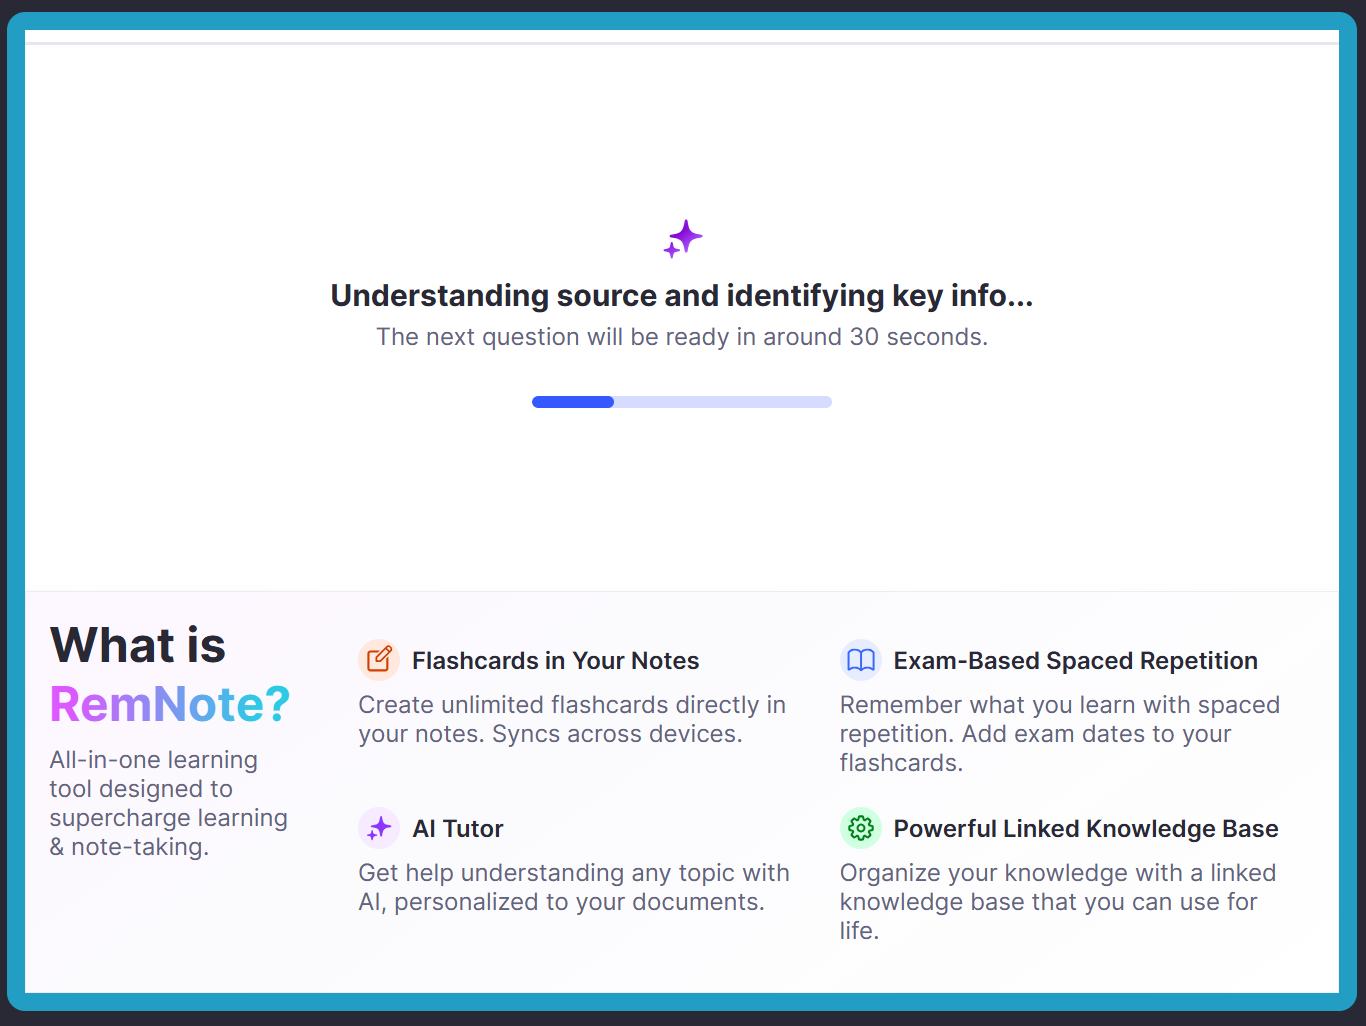 Understanding source and identifying key info...
The next question will be ready in around 30 seconds.
What is
RemNote?
All-in-one learning
tool designed to
supercharge learning
& note-taking.
Flashcards in Your Notes
Create unlimited flashcards directly in
your notes. Syncs across devices.
Exam-Based Spaced Repetition
Remember what you learn with spaced
repetition. Add exam dates to your
flashcards.
AI Tutor
Get help understanding any topic with
AI, personalized to your documents.
Powerful Linked Knowledge Base
Organize your knowledge with a linked
knowledge base that you can use for
life.